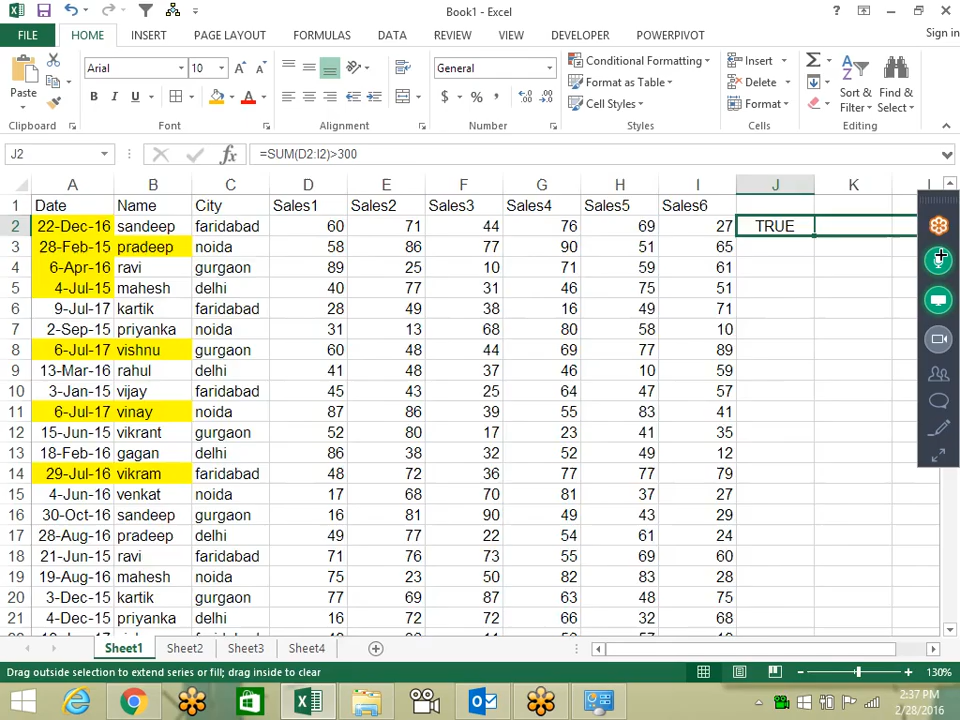 Book1 - Excel
Sign in
FILE HOME INSERT PAGE LAYOUT FORMULAS DATA REVIEW VIEW DEVELOPER POWERPIVOT
Paste
Arial 10
B I U
General
$ % ,
Conditional Formatting
Format as Table
Cell Styles
Insert
Delete
Format
Sort & Filter
Find & Select
Clipboard Font Alignment Number Styles Cells Editing
J2 fx =SUM(D2:I2)>300
A B C D E F G H I J K
1 Date Name City Sales1 Sales2 Sales3 Sales4 Sales5 Sales6
2 22-Dec-16 sandeep faridabad 60 71 44 76 69 27 TRUE
3 28-Feb-15 pradeep noida 58 86 77 90 51 65
4 6-Apr-16 ravi gurgaon 89 25 10 71 59 61
5 4-Jul-15 mahesh delhi 40 77 31 46 75 51
6 9-Jul-17 kartik faridabad 28 49 38 16 49 71
7 2-Sep-15 priyanka noida 31 13 68 80 58 10
8 6-Jul-17 vishnu gurgaon 60 48 44 69 77 89
9 13-Mar-16 rahul delhi 41 48 37 46 10 59
10 3-Jan-15 vijay faridabad 45 43 25 64 47 57
11 6-Jul-17 vinay noida 87 86 39 55 83 41
12 15-Jun-15 vikrant gurgaon 52 80 17 23 41 35
13 18-Feb-16 gagan delhi 86 38 32 52 49 12
14 29-Jul-16 vikram faridabad 48 72 36 77 77 79
15 4-Jun-16 venkat noida 17 68 70 81 37 27
16 30-Oct-16 sandeep gurgaon 16 81 90 49 43 29
17 28-Aug-16 pradeep delhi 49 77 22 54 61 24
18 21-Jun-15 ravi faridabad 71 76 73 55 69 60
19 19-Aug-16 mahesh noida 75 23 50 82 83 28
20 3-Dec-15 kartik gurgaon 77 69 87 63 48 75
21 4-Dec-15 priyanka delhi 16 72 72 66 32 68
Sheet1 Sheet2 Sheet3 Sheet4
Drag outside selection to extend series or fill; drag inside to clear
130%
2:37 PM
2/28/2016